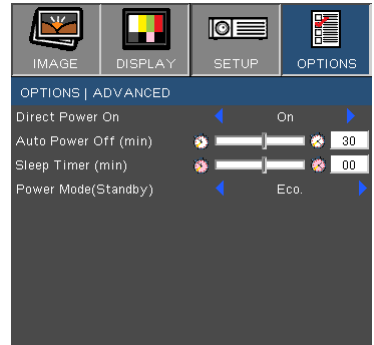 IMAGE DISPLAY SETUP OPTIONS
OPTIONS | ADVANCED
Direct Power On On
Auto Power Off (min) 30
Sleep Timer (min) 00
Power Mode(Standby) Eco.